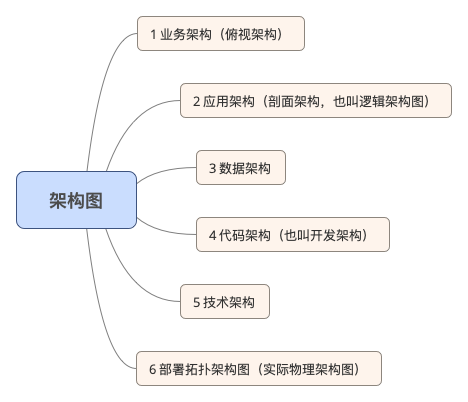 1 业务架构（俯视架构）
2 应用架构（剖面架构，也叫逻辑架构图）
3 数据架构
架构图
4 代码架构（也叫开发架构）
5 技术架构
6 部署拓扑架构图（实际物理架构图）